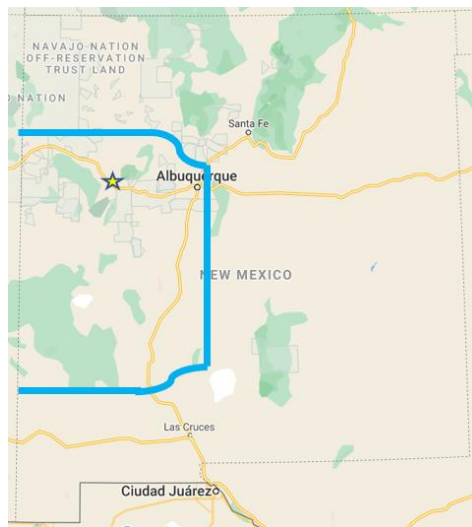 NAVAJO NATION
OFF-RESERVATION
TRUST LAND
O NATION
Santa Fe
Albuquerque
NEW MEXICO
Las Cruces
Ciudad Juárez